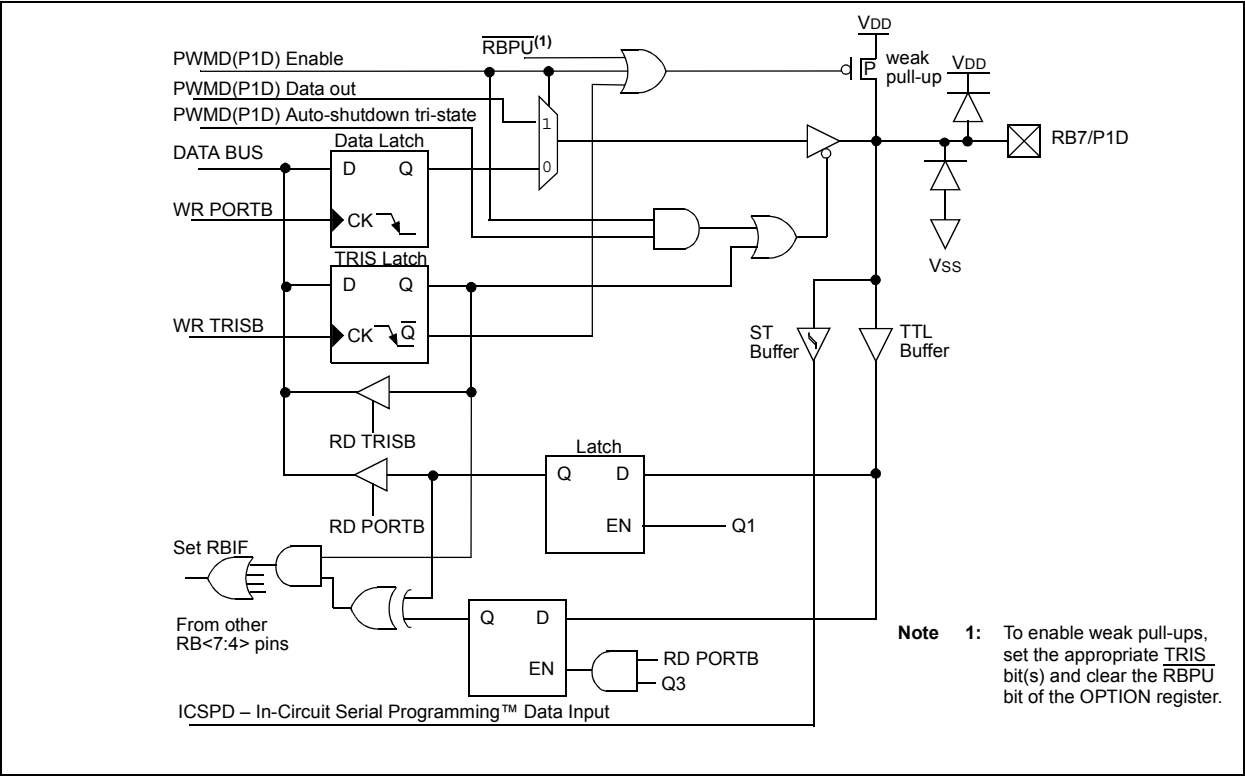 VDD
RBPU(1)
PWMD(P1D) Enable
weak
pull-up
P
VDD
PWMD(P1D) Data out
PWMD(P1D) Auto-shutdown tri-state
1
0
RB7/P1D
Data Latch
DATA BUS
D Q
WR PORTB
CK
VSS
TRIS Latch
D Q
WR TRISB
CK Q
ST
Buffer
TTL
Buffer
RD TRISB
Latch
Q D
EN
Q1
RD PORTB
Set RBIF
From other
RB<7:4> pins
Q D
EN
RD PORTB
Q3
ICSPD – In-Circuit Serial Programming™ Data Input
Note 1: To enable weak pull-ups,
set the appropriate TRIS
bit(s) and clear the RBPU
bit of the OPTION register.